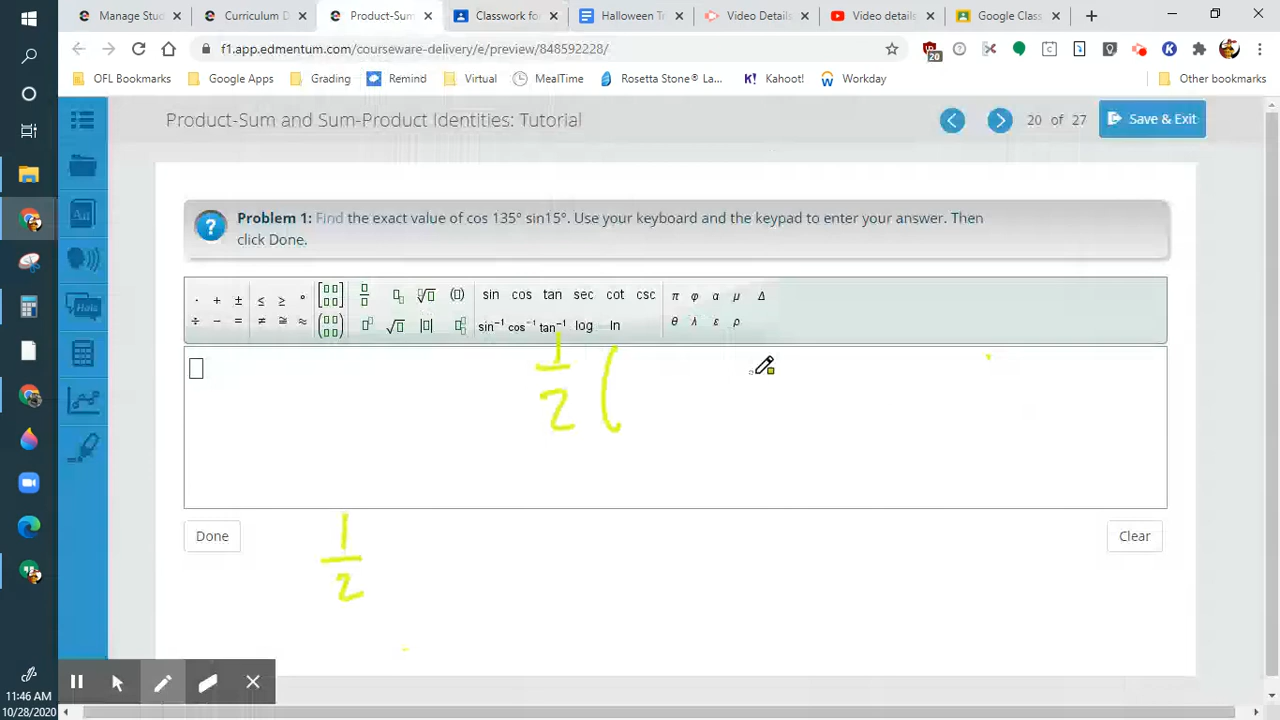 Manage Stud
Curriculum D
Product-Sum
Classwork for
Halloween Tr
Video Details
Video details
Google Class
f1.app.edmentum.com/courseware-delivery/e/preview/848592228/
20
OFL Bookmarks
Google Apps
Grading
Remind
Virtual
MealTime
Rosetta Stone® La...
K! Kahoot!
Workday
Other bookmarks
Product-Sum and Sum-Product Identities: Tutorial
20 of 27
Save & Exit
Problem 1: Find the exact value of cos 135° sin15°. Use your keyboard and the keypad to enter your answer. Then
click Done.
· + ± ≤ ≥ ° sin cos tan sec cot csc π φ α μ Δ
÷ − = ≠ ≅ ≈ sin⁻¹ cos⁻¹ tan⁻¹ log ln θ λ ε ρ
1
2 (
Done
Clear
1
2
11:46 AM
10/28/2020